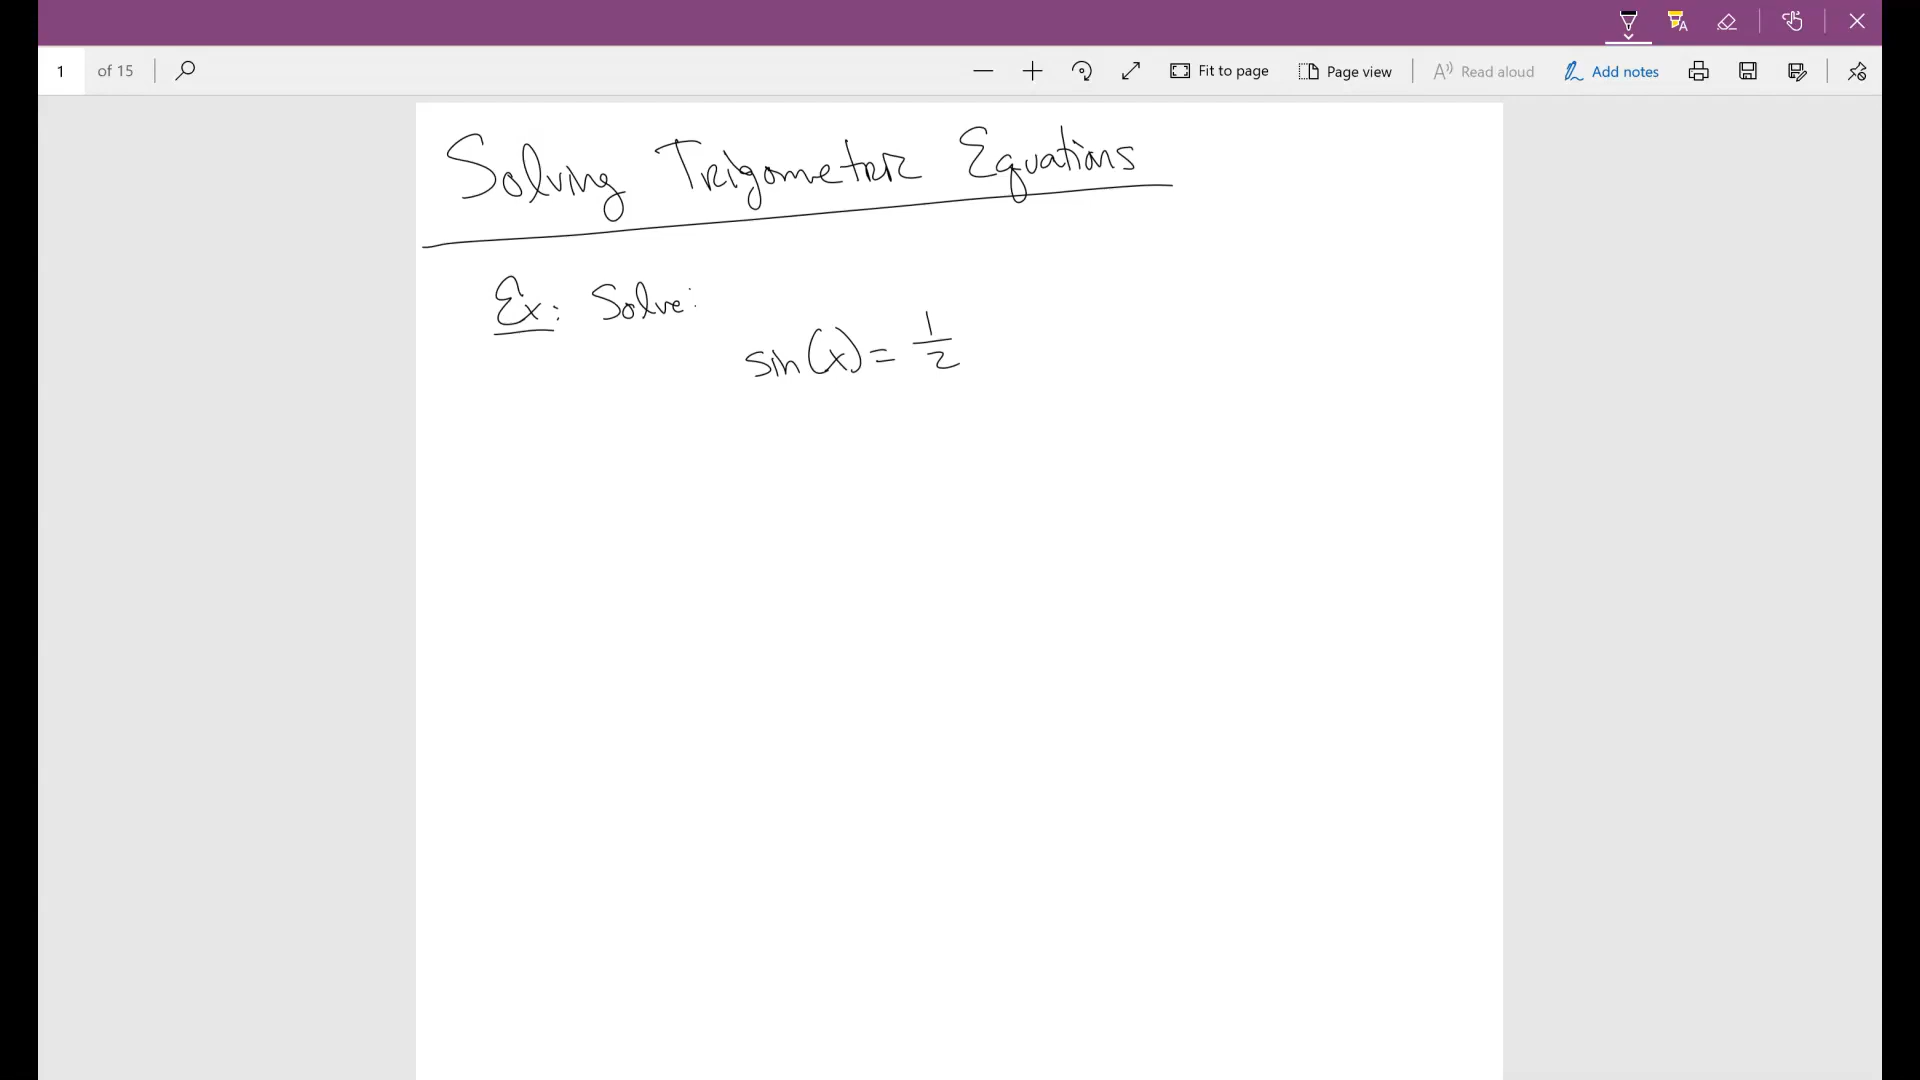 1 of 15 Fit to page Page view Read aloud Add notes
Solving Trigometric Equations
Ex: Solve:
sin(x) = 1/2